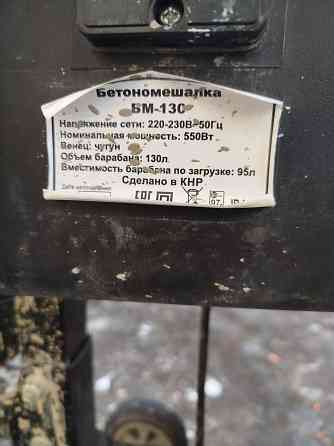 Бетономешалка
БМ-130
Напряжение сети: 220-230В~50Гц
Номинальная мощность: 550Вт
Венец: чугун
Объем барабана: 130л.
Вместимость барабана по загрузке: 95л
Сделано в КНР